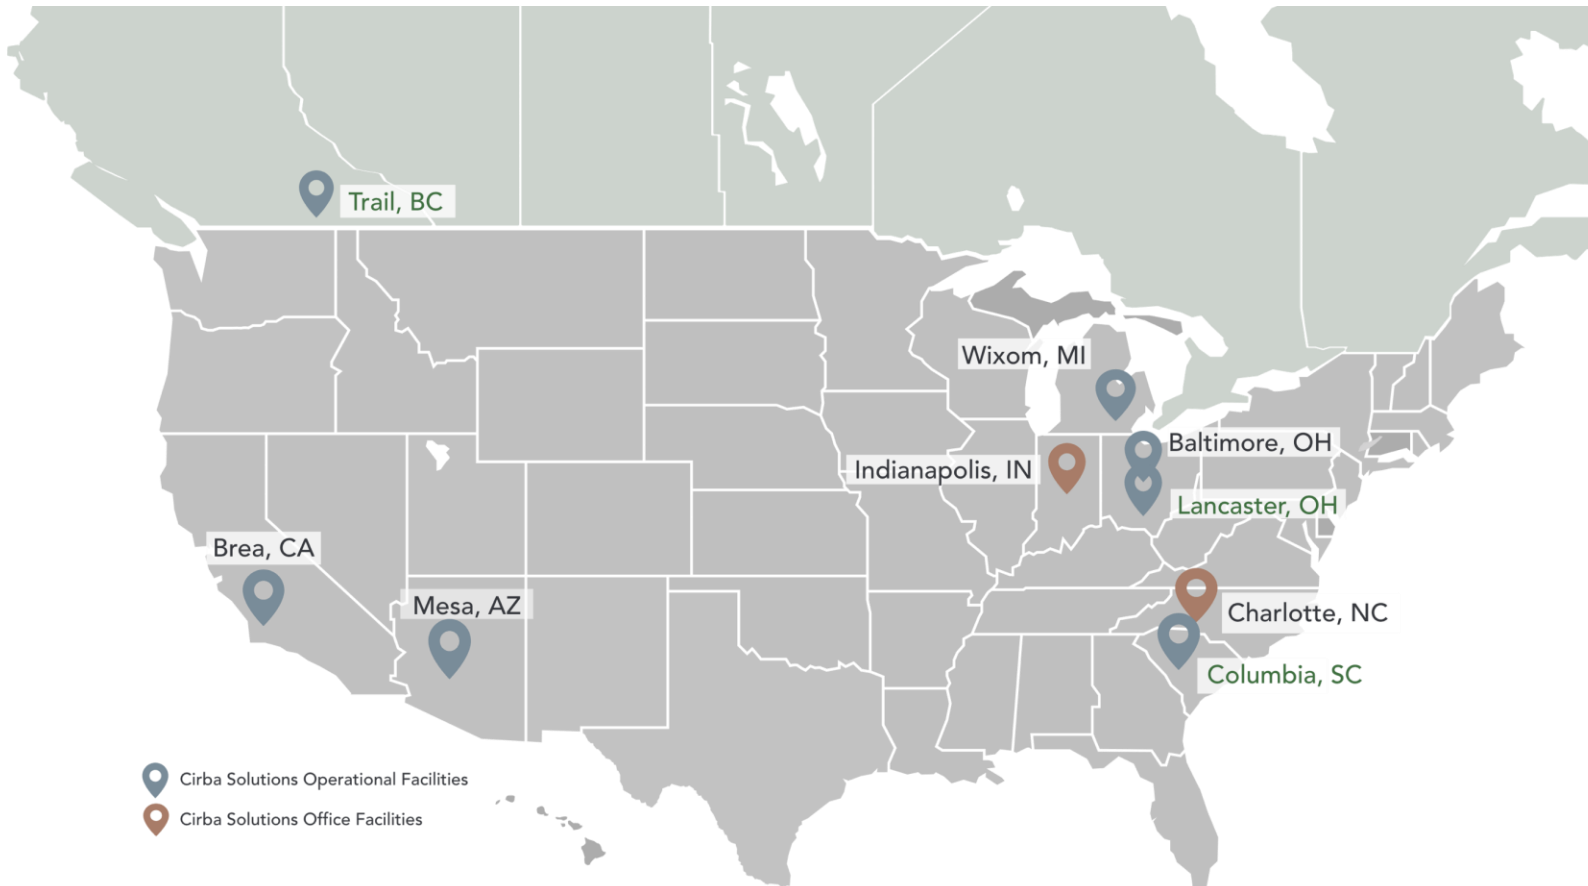 Trail, BC
Wixom, MI
Baltimore, OH
Indianapolis, IN
Lancaster, OH
Brea, CA
Mesa, AZ
Charlotte, NC
Columbia, SC
Cirba Solutions Operational Facilities
Cirba Solutions Office Facilities